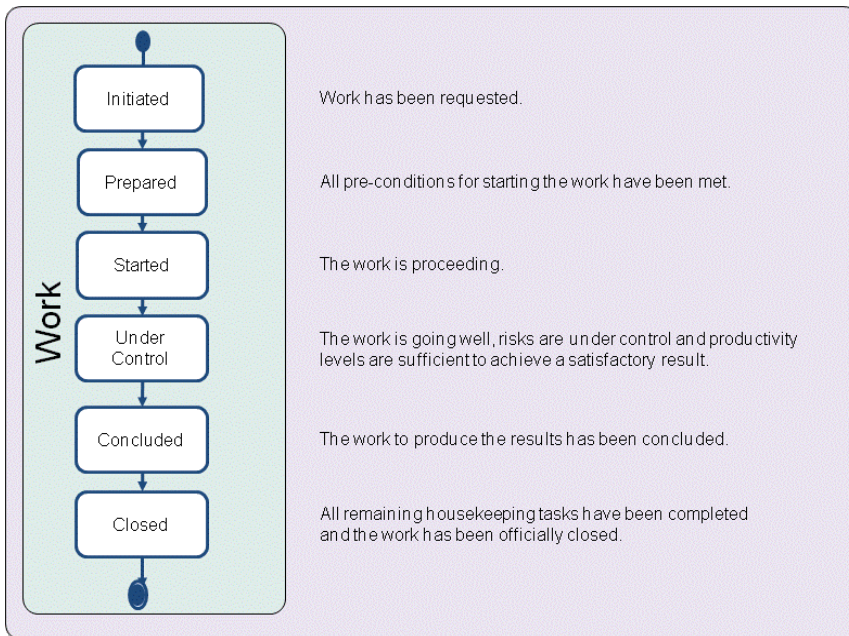 Work
Initiated
Work has been requested.
Prepared
All pre-conditions for starting the work have been met.
Started
The work is proceeding.
Under
Control
The work is going well, risks are under control and productivity
levels are sufficient to achieve a satisfactory result.
Concluded
The work to produce the results has been concluded.
Closed
All remaining housekeeping tasks have been completed
and the work has been officially closed.